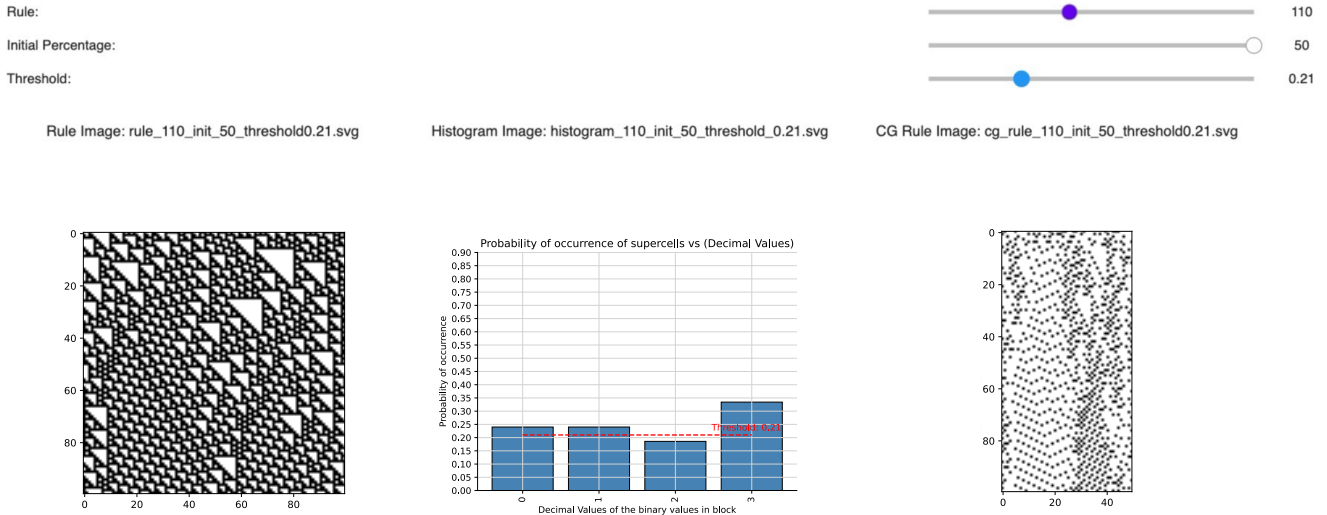 Rule: 110
Initial Percentage: 50
Threshold: 0.21
Rule Image: rule_110_init_50_threshold0.21.svg
Histogram Image: histogram_110_init_50_threshold_0.21.svg
CG Rule Image: cg_rule_110_init_50_threshold0.21.svg
0
20
40
60
80
0 20 40 60 80
Probability of occurrence of supercells vs (Decimal Values)
Probability of occurrence
0.90
0.85
0.80
0.75
0.70
0.65
0.60
0.55
0.50
0.45
0.40
0.35
0.30
0.25
0.20
0.15
0.10
0.05
0.00
Threshold: 0.21
0 1 2 3
Decimal Values of the binary values in block
0
20
40
60
80
0 20 40